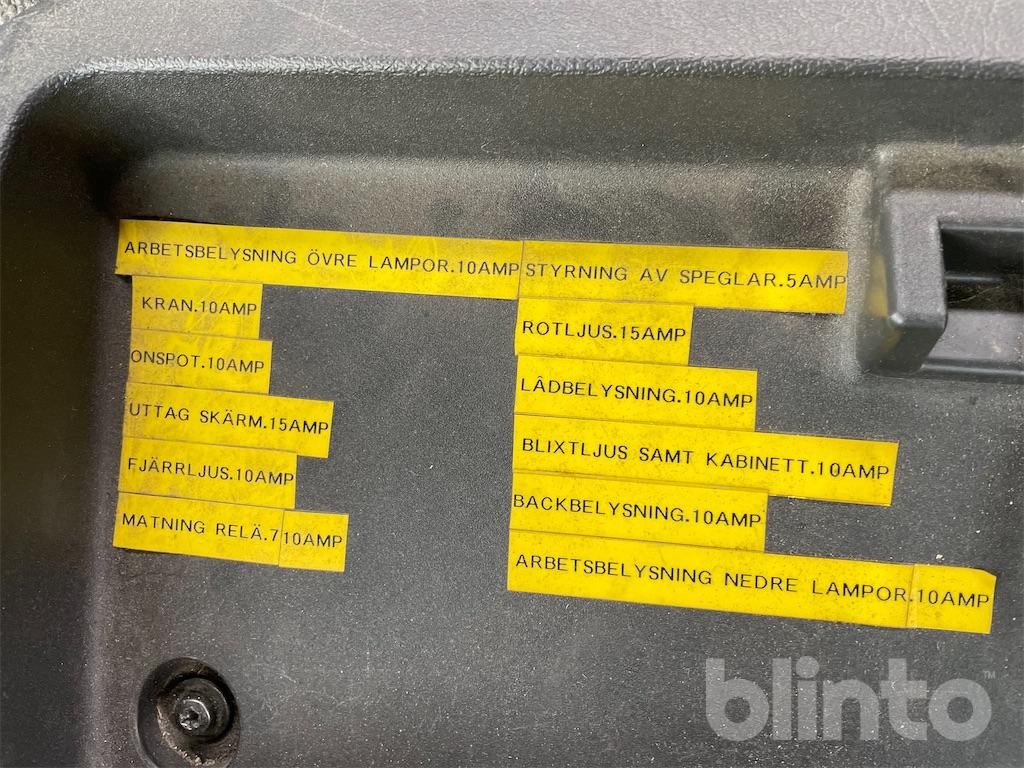 ARBETSBELYSNING ÖVRE LAMPOR.10AMP
KRAN.10AMP
ONSPOT.10AMP
UTTAG SKÄRM.15AMP
FJÄRRLJUS.10AMP
MATNING RELÄ.7 10AMP
STYRNING AV SPEGLAR.5AMP
ROTLJUS.15AMP
LÅDBELYSNING.10AMP
BLIXTLJUS SAMT KABINETT.10AMP
BACKBELYSNING.10AMP
ARBETSBELYSNING NEDRE LAMPOR.10AMP
blinto™